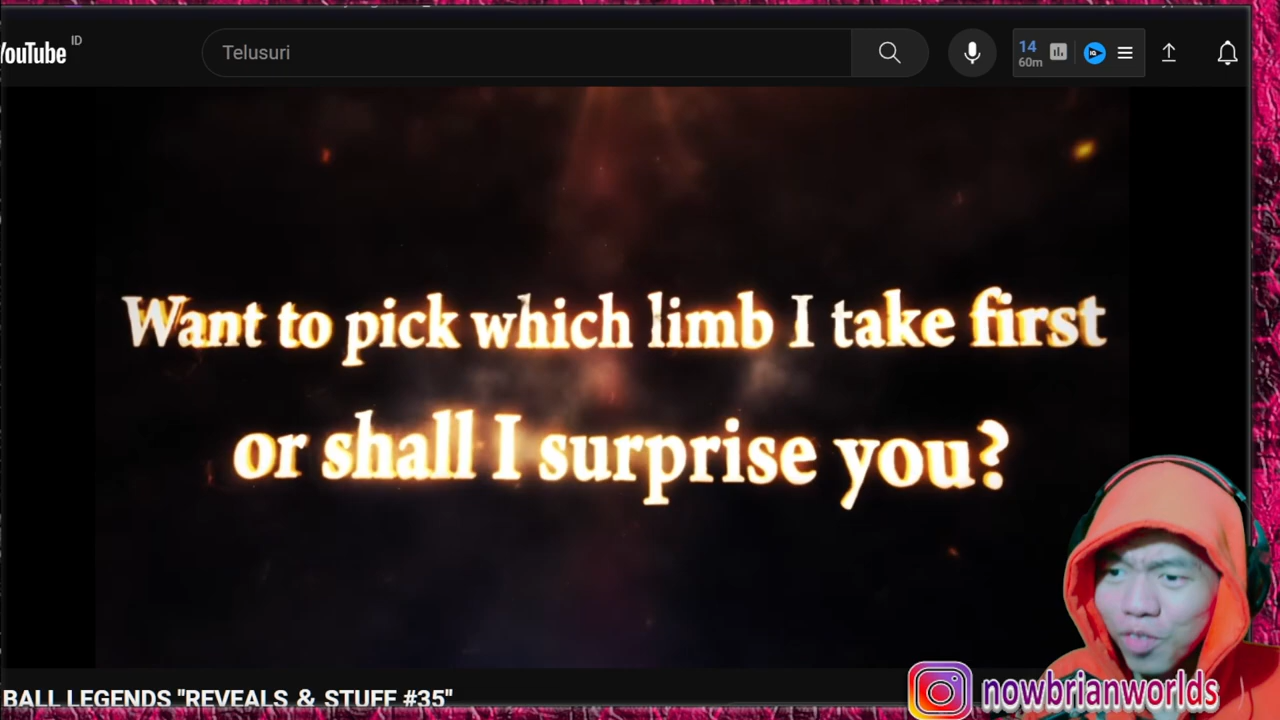 YouTube ID
Telusuri
14
60m
IQ
Want to pick which limb I take first
or shall I surprise you?
BALL LEGENDS "REVEALS & STUFF #35"
nowbrianworlds